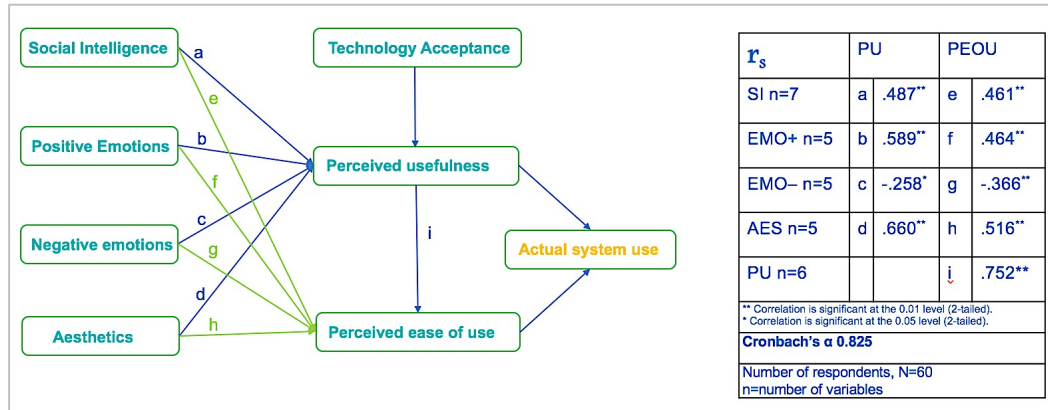 Social Intelligence
Technology Acceptance
a
e
Positive Emotions
b
Perceived usefulness
f
c
Negative emotions
g
i
Actual system use
d
Aesthetics
h
Perceived ease of use
rs PU PEOU
SI n=7 a .487** e .461**
EMO+ n=5 b .589** f .464**
EMO– n=5 c -.258* g -.366**
AES n=5 d .660** h .516**
PU n=6 i .752**
** Correlation is significant at the 0.01 level (2-tailed).
* Correlation is significant at the 0.05 level (2-tailed).
Cronbach's α 0.825
Number of respondents, N=60
n=number of variables